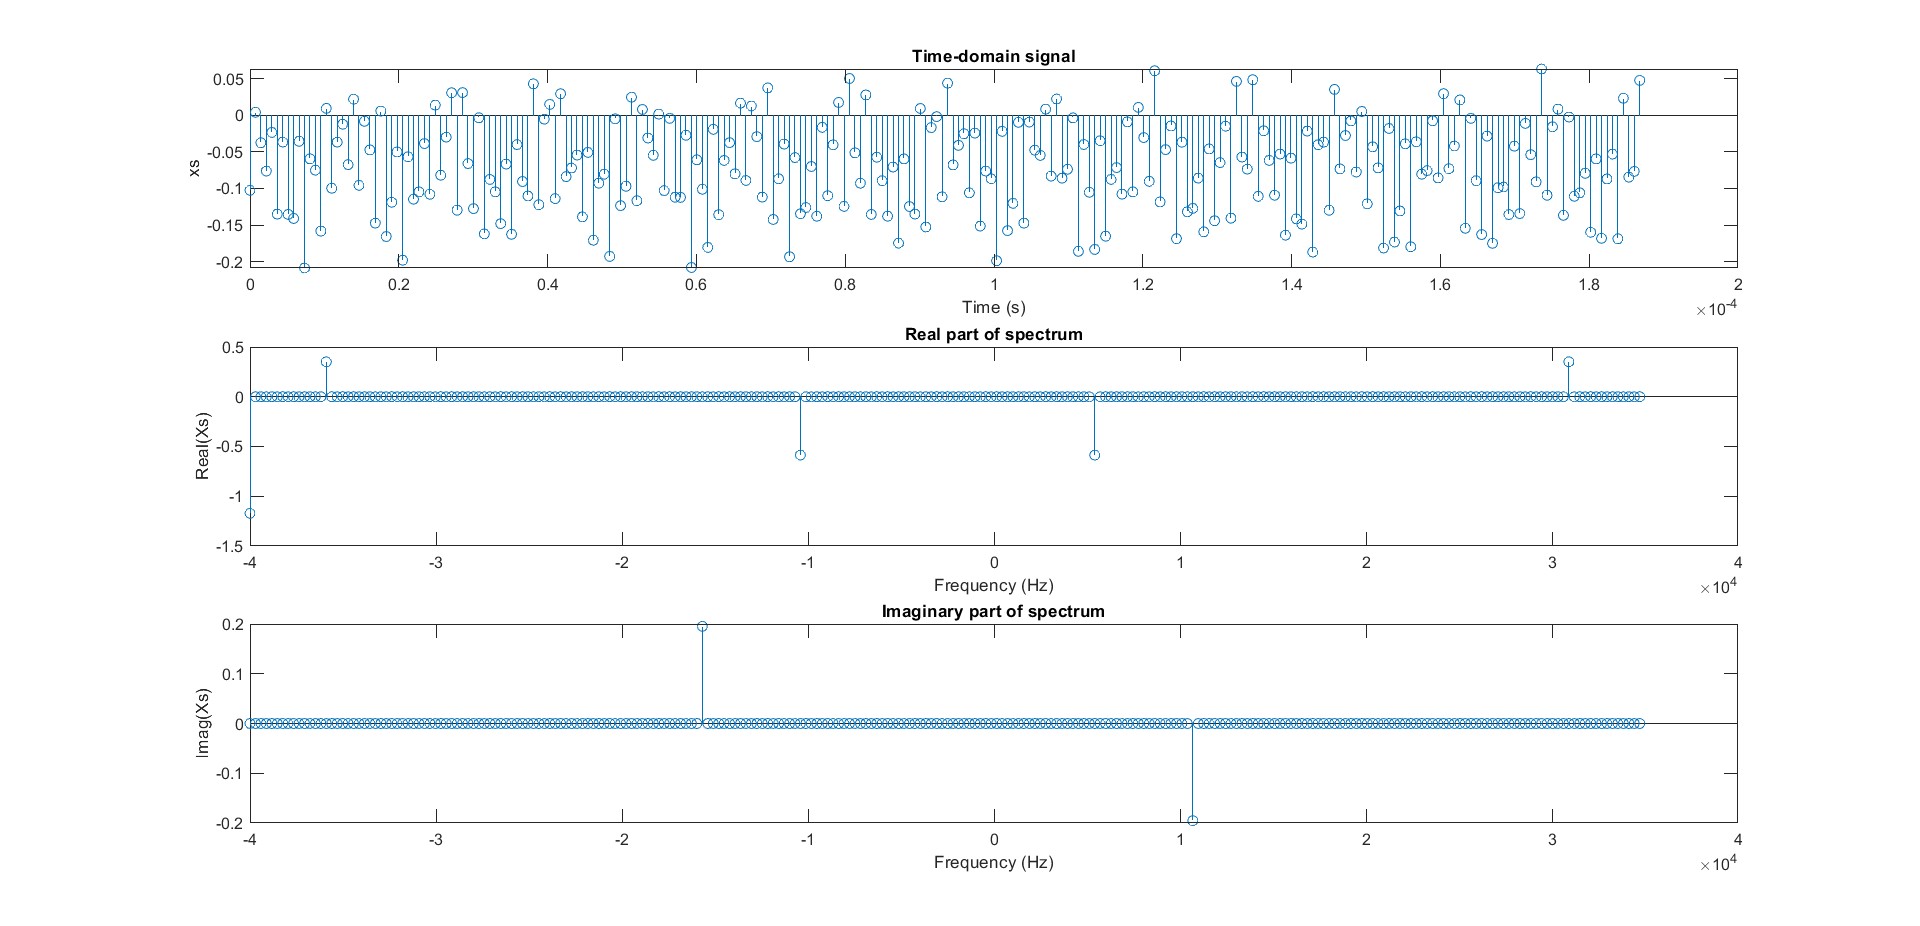 Time-domain signal
0.05
0
-0.05
-0.1
-0.15
-0.2
xs
0 0.2 0.4 0.6 0.8 1 1.2 1.4 1.6 1.8 2
Time (s)
×10-4
Real part of spectrum
0.5
0
-0.5
-1
-1.5
Real(Xs)
-4 -3 -2 -1 0 1 2 3 4
Frequency (Hz)
×104
Imaginary part of spectrum
0.2
0.1
0
-0.1
-0.2
Imag(Xs)
-4 -3 -2 -1 0 1 2 3 4
Frequency (Hz)
×104